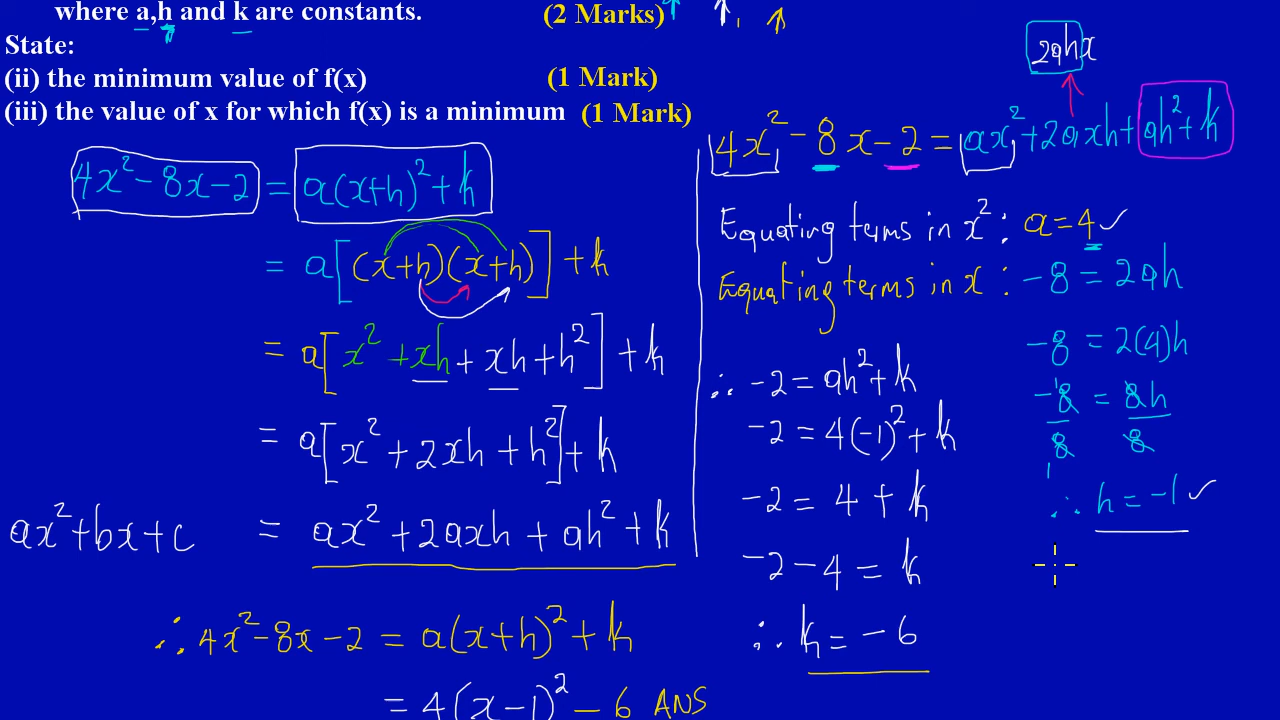 where a,h and k are constants. (2 Marks)
State:
(ii) the minimum value of f(x) (1 Mark)
(iii) the value of x for which f(x) is a minimum (1 Mark)
4x²-8x-2 = a(x+h)²+k
= a[(x+h)(x+h)]+k
= a[x²+xh+xh+h²]+k
= a[x²+2xh+h²]+k
ax²+bx+c = ax²+2axh+ah²+k
∴ 4x²-8x-2 = a(x+h)²+k
= 4(x-1)²-6 ANS
2ahx
4x²-8x-2 = ax²+2axh+ah²+k
Equating terms in x²: a=4✓
Equating terms in x: -8 = 2ah
-8 = 2(4)h
-8/8 = 8h/8
∴ h = -1✓
∴ -2 = ah²+k
-2 = 4(-1)²+k
-2 = 4+k
-2-4 = k
∴ k = -6